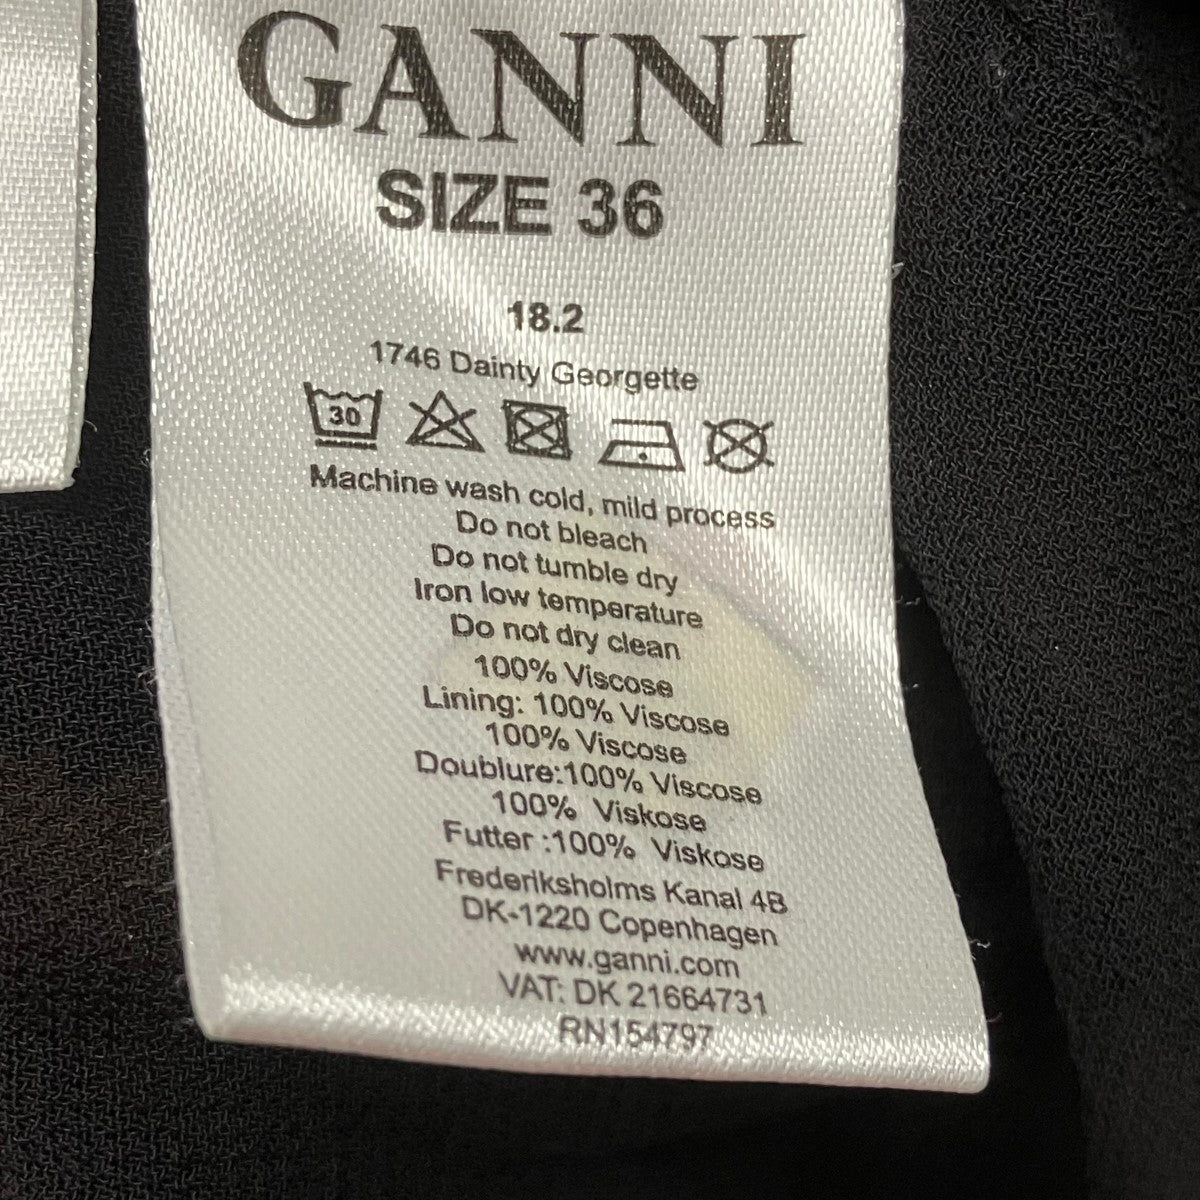 GANNI
SIZE 36
18.2
1746 Dainty Georgette
30
Machine wash cold, mild process
Do not bleach
Do not tumble dry
Iron low temperature
Do not dry clean
100% Viscose
Lining: 100% Viscose
100% Viscose
Doublure:100% Viscose
100% Viskose
Futter :100% Viskose
Frederiksholms Kanal 4B
DK-1220 Copenhagen
www.ganni.com
VAT: DK 21664731
RN154797